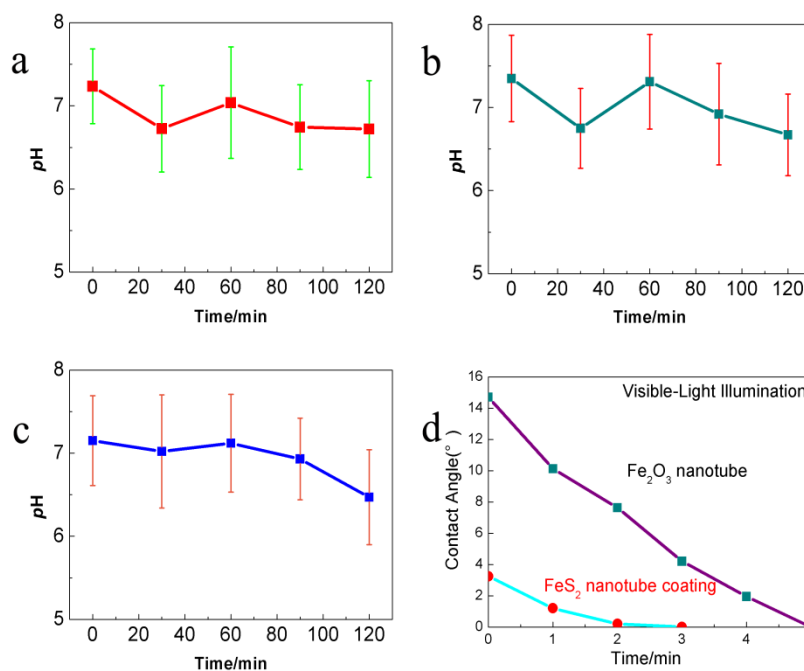 a
8
7
6
5
pH
0 20 40 60 80 100 120
Time/min
b
8
7
6
5
pH
0 20 40 60 80 100 120
Time/min
c
8
7
6
5
pH
0 20 40 60 80 100 120
Time/min
d
16
14
12
10
8
6
4
2
0
Contact Angle(°)
Visible-Light Illumination
Fe₂O₃ nanotube
FeS₂ nanotube coating
0 1 2 3 4
Time/min